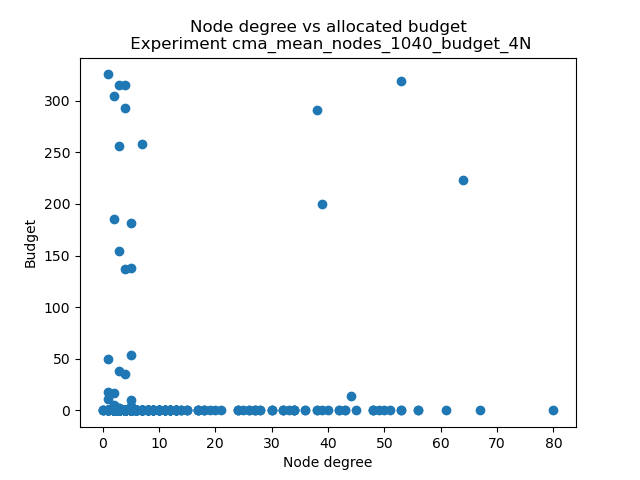 Node degree vs allocated budget
Experiment cma_mean_nodes_1040_budget_4N
300
250
200
150
100
50
0
Budget
0 10 20 30 40 50 60 70 80
Node degree